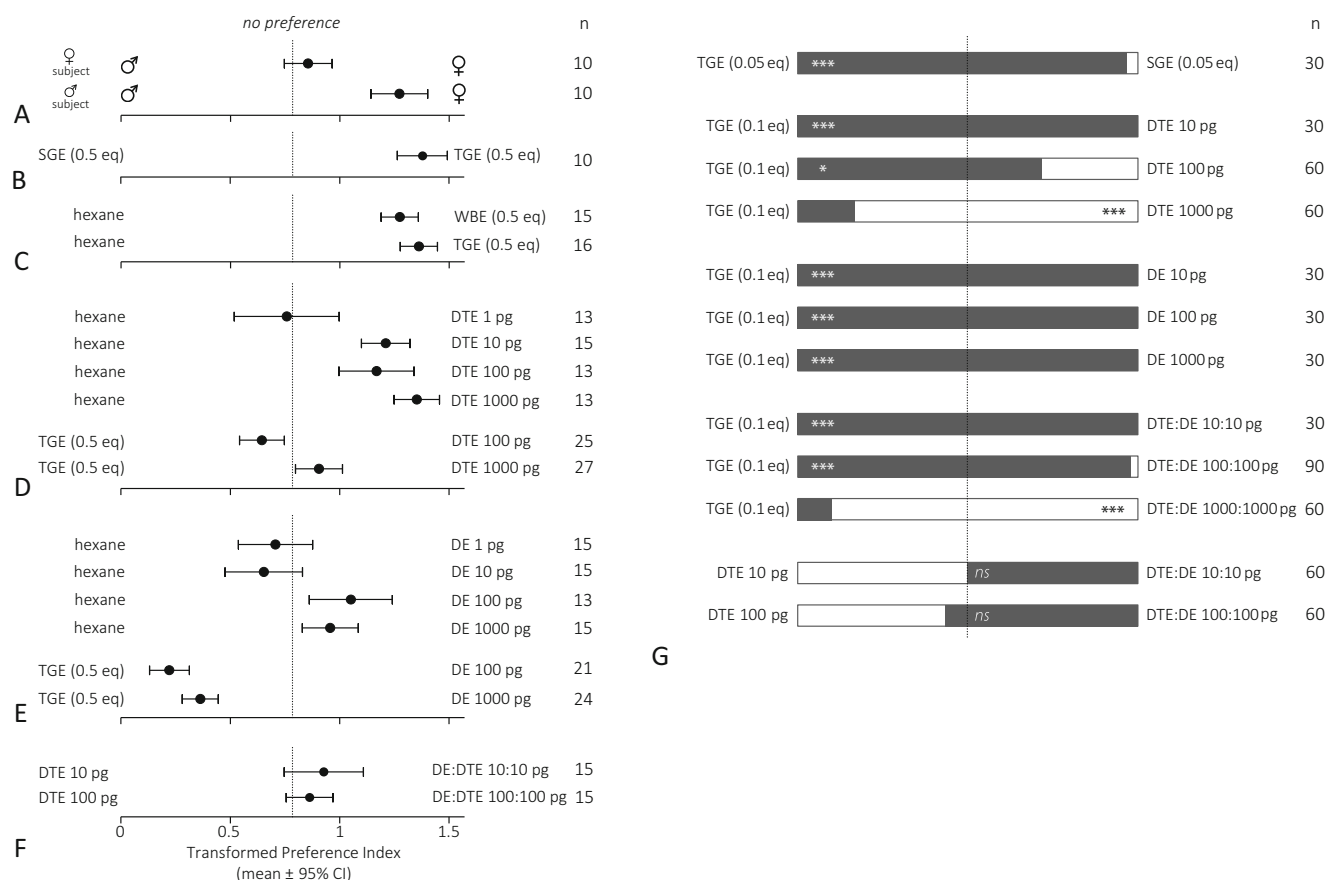 no preference
n
♀ subject ♂ ♀ 10
♂ subject ♂ ♀ 10
A
SGE (0.5 eq) TGE (0.5 eq) 10
B
hexane WBE (0.5 eq) 15
hexane TGE (0.5 eq) 16
C
hexane DTE 1 pg 13
hexane DTE 10 pg 15
hexane DTE 100 pg 13
hexane DTE 1000 pg 13
TGE (0.5 eq) DTE 100 pg 25
TGE (0.5 eq) DTE 1000 pg 27
D
hexane DE 1 pg 15
hexane DE 10 pg 15
hexane DE 100 pg 13
hexane DE 1000 pg 15
TGE (0.5 eq) DE 100 pg 21
TGE (0.5 eq) DE 1000 pg 24
E
DTE 10 pg DE:DTE 10:10 pg 15
DTE 100 pg DE:DTE 100:100 pg 15
F
0 0.5 1 1.5
Transformed Preference Index
(mean ± 95% CI)
n
TGE (0.05 eq) *** SGE (0.05 eq) 30
TGE (0.1 eq) *** DTE 10 pg 30
TGE (0.1 eq) * DTE 100 pg 60
TGE (0.1 eq) *** DTE 1000 pg 60
TGE (0.1 eq) *** DE 10 pg 30
TGE (0.1 eq) *** DE 100 pg 30
TGE (0.1 eq) *** DE 1000 pg 30
TGE (0.1 eq) *** DTE:DE 10:10 pg 30
TGE (0.1 eq) *** DTE:DE 100:100 pg 90
TGE (0.1 eq) *** DTE:DE 1000:1000 pg 60
DTE 10 pg ns DTE:DE 10:10 pg 60
DTE 100 pg ns DTE:DE 100:100 pg 60
G